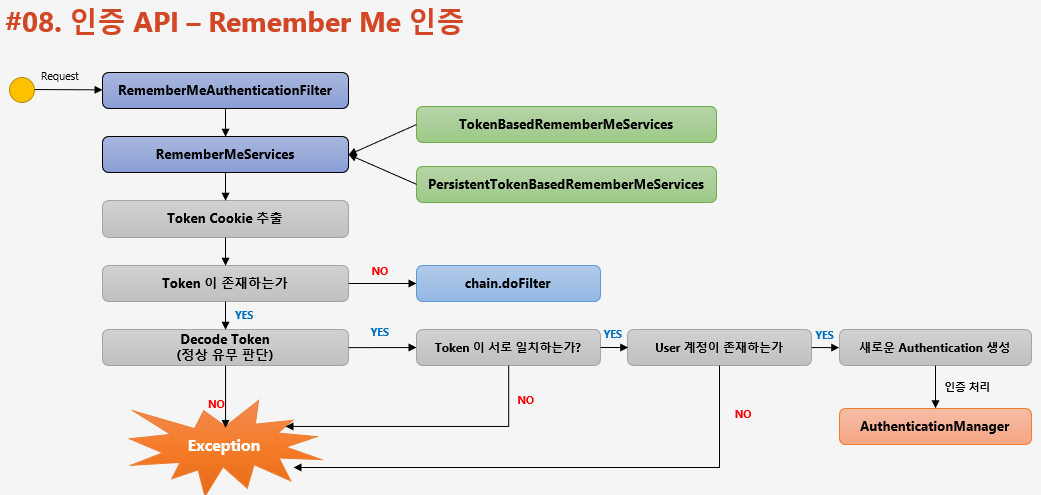 #08. 인증 API – Remember Me 인증
Request
RememberMeAuthenticationFilter
TokenBasedRememberMeServices
RememberMeServices
PersistentTokenBasedRememberMeServices
Token Cookie 추출
Token 이 존재하는가
NO
chain.doFilter
YES
Decode Token
(정상 유무 판단)
YES
Token 이 서로 일치하는가?
YES
User 계정이 존재하는가
YES
새로운 Authentication 생성
인증 처리
NO
NO
NO
AuthenticationManager
Exception